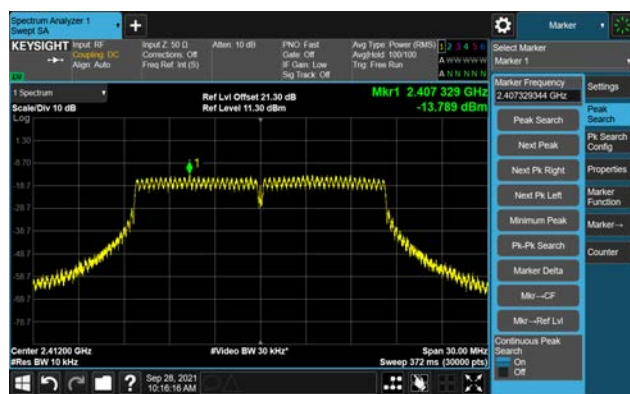 Spectrum Analyzer 1
Swept SA
Marker
KEYSIGHT
Input: RF
Coupling: DC
Align: Auto
Input Z: 50 Ω
Corrections: Off
Freq Ref: Int (S)
Atten: 10 dB
PNO: Fast
Gate: Off
IF Gain: Low
Sig Track: Off
Avg Type: Power (RMS)
Avg|Hold: 100/100
Trig: Free Run
1 2 3 4 5 6
A W W W W W
A N N N N N
Select Marker
Marker 1
1 Spectrum
Scale/Div 10 dB
Log
Ref Lvl Offset 21.30 dB
Ref Level 11.30 dBm
Mkr1 2.407 329 GHz
-13.789 dBm
1
1.30
-8.70
-18.7
-28.7
-38.7
-48.7
-58.7
-68.7
-78.7
Center 2.41200 GHz
#Res BW 10 kHz
#Video BW 30 kHz*
Span 30.00 MHz
Sweep 372 ms (30000 pts)
Marker Frequency
2.407329344 GHz
Peak Search
Next Peak
Next Pk Right
Next Pk Left
Minimum Peak
Pk-Pk Search
Marker Delta
Mkr→CF
Mkr→Ref Lvl
Continuous Peak
Search
On
Off
Settings
Peak
Search
Pk Search
Config
Properties
Marker
Function
Marker→
Counter
?
Sep 28, 2021
10:16:16 AM